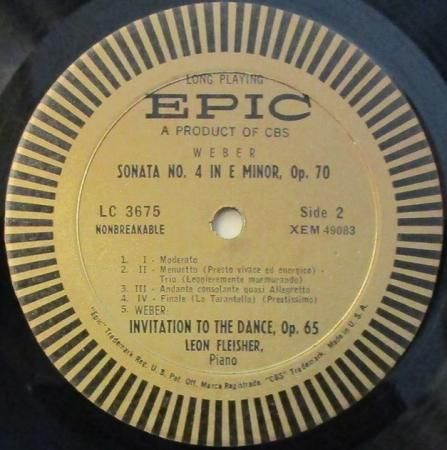 LONG PLAYING
EPIC
A PRODUCT OF CBS
WEBER
SONATA NO. 4 IN E MINOR, Op. 70
LC 3675 Side 2
NONBREAKABLE XEM 49083
1. I - Moderato
2. II - Menuetto (Presto vivace ed energico) -
Trio (Leggieremente murmurando)
3. III - Andante consolante quasi Allegretto
4. IV - Finale (La Tarantella) (Prestissimo)
5. WEBER:
INVITATION TO THE DANCE, Op. 65
LEON FLEISHER,
Piano
"Epic" Trademark Reg. U. S. Pat. Off. Marca Registrada. "CBS" Trademark. Made in U. S. A.